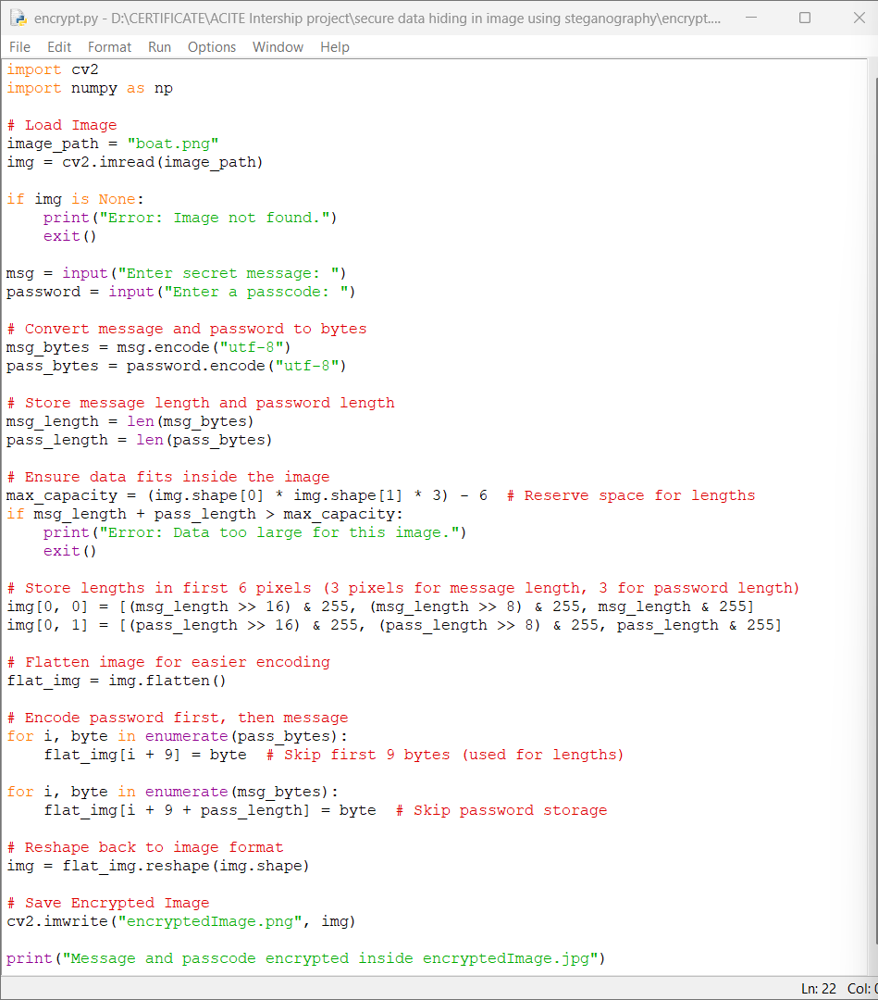 encrypt.py - D:\CERTIFICATE\ACITE Intership project\secure data hiding in image using steganography\encrypt....
File Edit Format Run Options Window Help
import cv2
import numpy as np

# Load Image
image_path = "boat.png"
img = cv2.imread(image_path)

if img is None:
    print("Error: Image not found.")
    exit()

msg = input("Enter secret message: ")
password = input("Enter a passcode: ")

# Convert message and password to bytes
msg_bytes = msg.encode("utf-8")
pass_bytes = password.encode("utf-8")

# Store message length and password length
msg_length = len(msg_bytes)
pass_length = len(pass_bytes)

# Ensure data fits inside the image
max_capacity = (img.shape[0] * img.shape[1] * 3) - 6  # Reserve space for lengths
if msg_length + pass_length > max_capacity:
    print("Error: Data too large for this image.")
    exit()

# Store lengths in first 6 pixels (3 pixels for message length, 3 for password length)
img[0, 0] = [(msg_length >> 16) & 255, (msg_length >> 8) & 255, msg_length & 255]
img[0, 1] = [(pass_length >> 16) & 255, (pass_length >> 8) & 255, pass_length & 255]

# Flatten image for easier encoding
flat_img = img.flatten()

# Encode password first, then message
for i, byte in enumerate(pass_bytes):
    flat_img[i + 9] = byte  # Skip first 9 bytes (used for lengths)

for i, byte in enumerate(msg_bytes):
    flat_img[i + 9 + pass_length] = byte  # Skip password storage

# Reshape back to image format
img = flat_img.reshape(img.shape)

# Save Encrypted Image
cv2.imwrite("encryptedImage.png", img)

print("Message and passcode encrypted inside encryptedImage.jpg")
Ln: 22 Col: